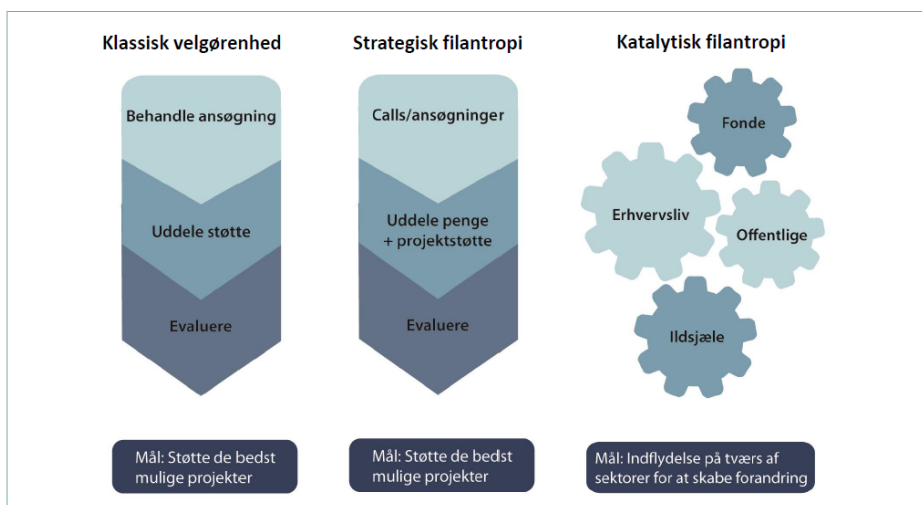 Klassisk velgørenhed
Behandle ansøgning
Uddele støtte
Evaluere
Mål: Støtte de bedst
mulige projekter
Strategisk filantropi
Calls/ansøgninger
Uddele penge
+ projektstøtte
Evaluere
Mål: Støtte de bedst
mulige projekter
Katalytisk filantropi
Fonde
Erhvervsliv
Offentlige
Ildsjæle
Mål: Indflydelse på tværs af
sektorer for at skabe forandring